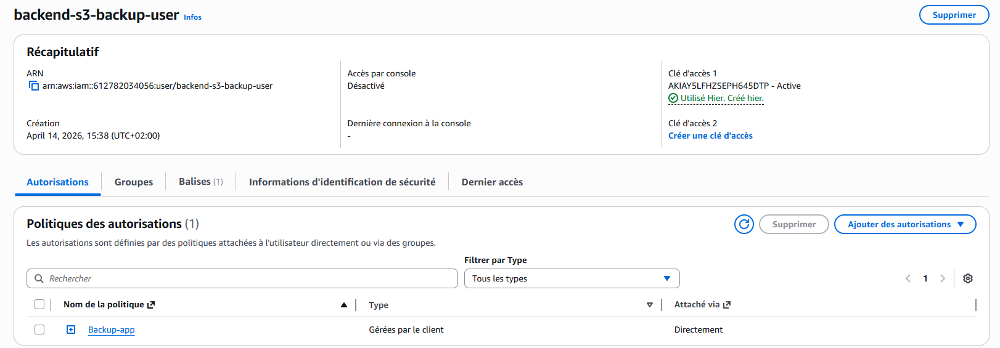 backend-s3-backup-user Infos
Supprimer
Récapitulatif
ARN
arn:aws:iam::612782034056:user/backend-s3-backup-user
Création
April 14, 2026, 15:38 (UTC+02:00)
Accès par console
Désactivé
Dernière connexion à la console
-
Clé d'accès 1
AKIAY5LFHZSEPH645DTP - Active
Utilisé Hier. Créé hier.
Clé d'accès 2
Créer une clé d'accès
Autorisations Groupes Balises (1) Informations d'identification de sécurité Dernier accès
Politiques des autorisations (1)
Supprimer Ajouter des autorisations
Les autorisations sont définies par des politiques attachées à l'utilisateur directement ou via des groupes.
Filtrer par Type
Rechercher Tous les types 1
Nom de la politique Type Attaché via
Backup-app Gérées par le client Directement